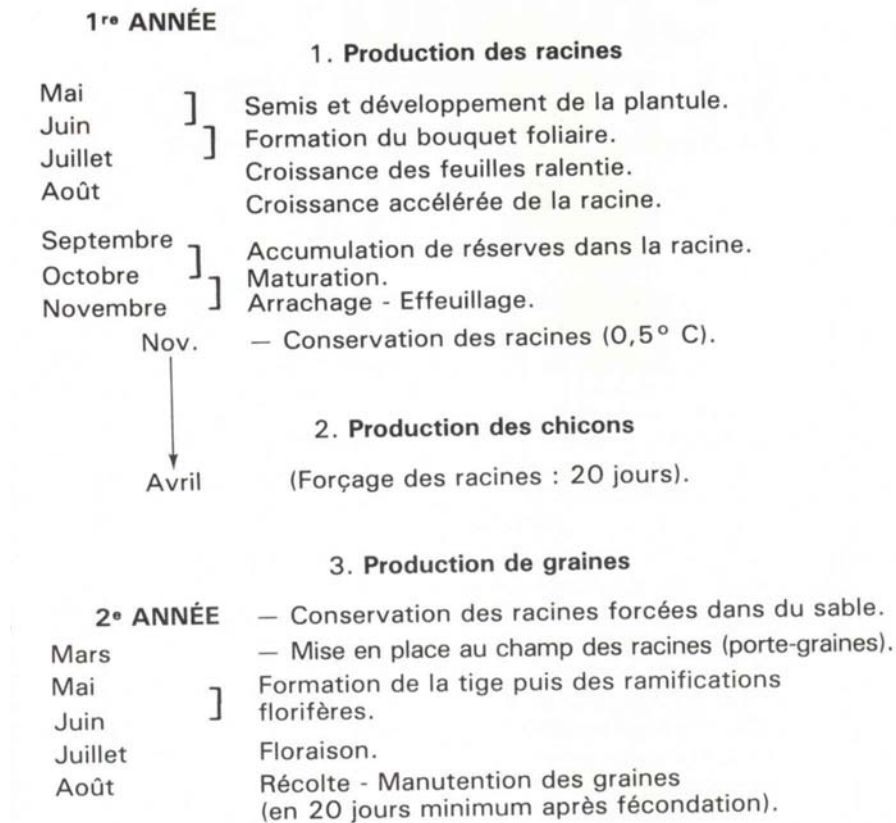 1re ANNÉE
1. Production des racines
Mai ] Semis et développement de la plantule.
Juin ] Formation du bouquet foliaire.
Juillet Croissance des feuilles ralentie.
Août Croissance accélérée de la racine.
Septembre ] Accumulation de réserves dans la racine.
Octobre ] Maturation.
Novembre Arrachage - Effeuillage.
Nov. — Conservation des racines (0,5° C).
2. Production des chicons
Avril (Forçage des racines : 20 jours).
3. Production de graines
2e ANNÉE — Conservation des racines forcées dans du sable.
Mars — Mise en place au champ des racines (porte-graines).
Mai ] Formation de la tige puis des ramifications
Juin florifères.
Juillet Floraison.
Août Récolte - Manutention des graines
(en 20 jours minimum après fécondation).